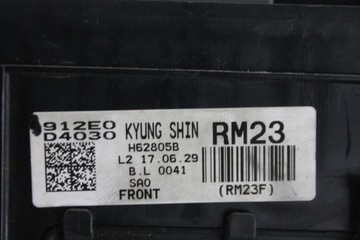 912E0
D4030
KYUNG SHIN
RM23
H62805B
L2 17.06.29
B.L 0041
SA0
FRONT
(RM23F)